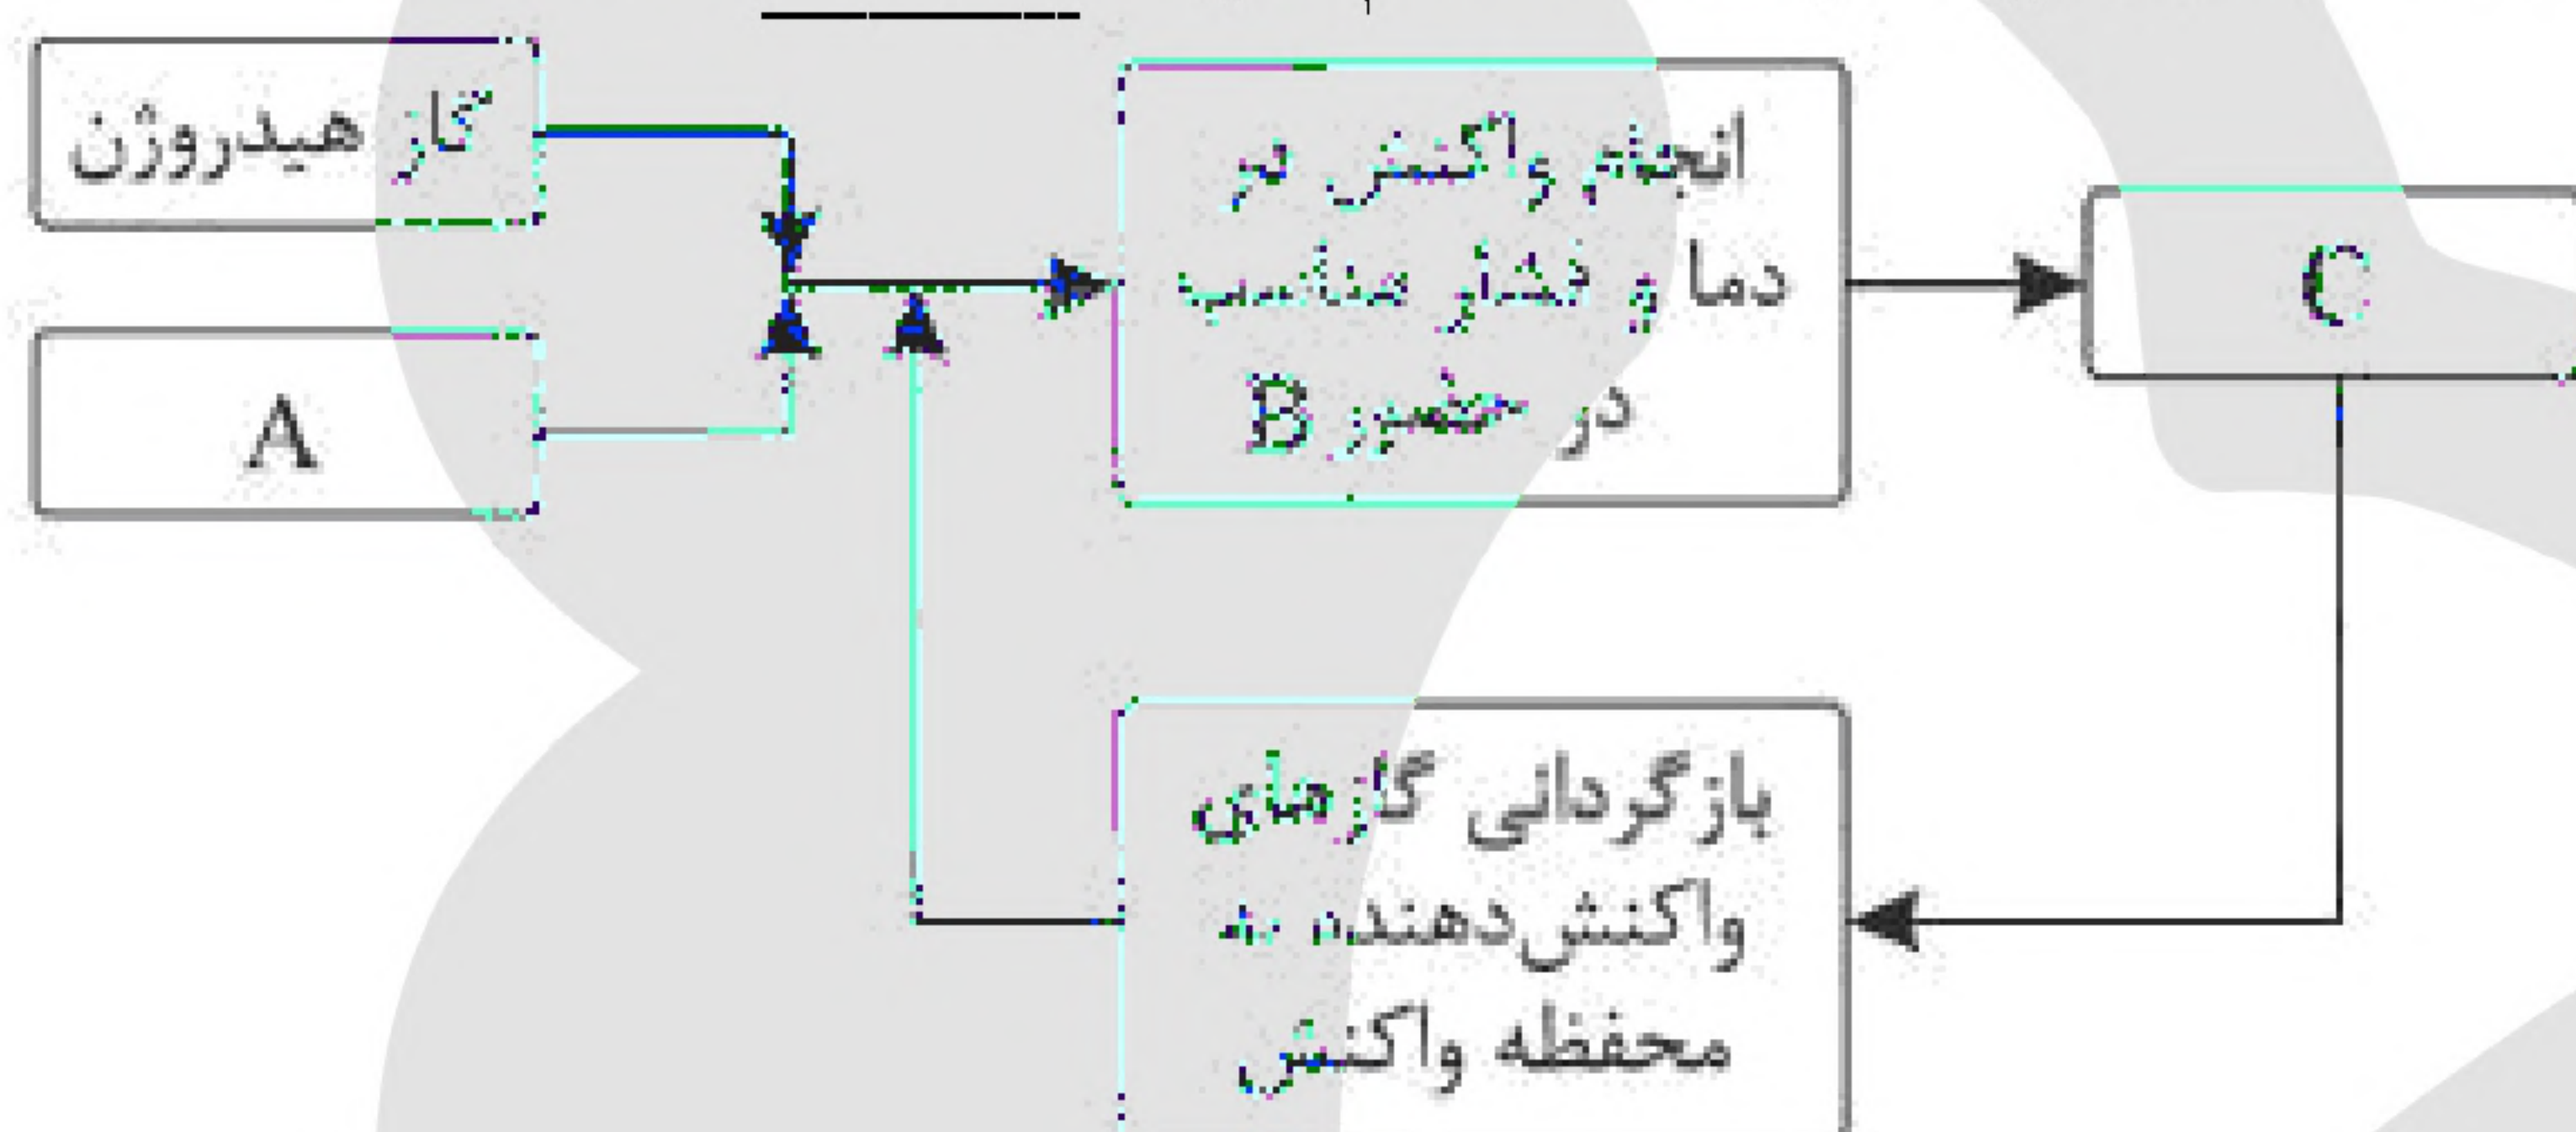 گاز هیدروژن
A
انجام واکنش در
دما و فشار مناسب
در حضور B
C
بازگردانی گازهای
واکنش‌دهنده به
محفظه واکنش